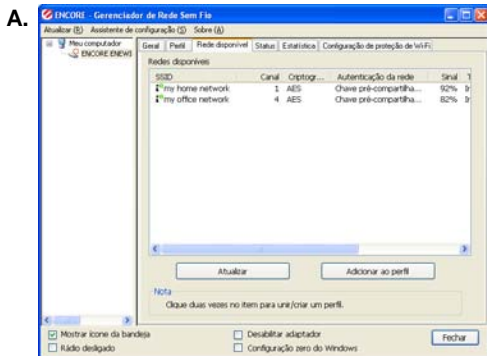 A.
ENCORE - Gerenciador de Rede Sem Fio
Atualizar (R) Assistente de configuração (S) Sobre (A)
Meu computador
ENCORE ENEWI
Geral Perfil Rede disponível Status Estatística Configuração de proteção de Wi-Fi
Redes disponíveis
SSID Canal Criptogr... Autenticação da rede Sinal
my home network 1 AES Chave pré-compartilha... 92% Ir
my office network 4 AES Chave pré-compartilha... 82% Ir
Atualizar Adicionar ao perfil
Nota
Clique duas vezes no item para unir/criar um perfil.
Mostrar ícone da bandeja Desabilitar adaptador Fechar
Rádio desligado Configuração zero do Windows